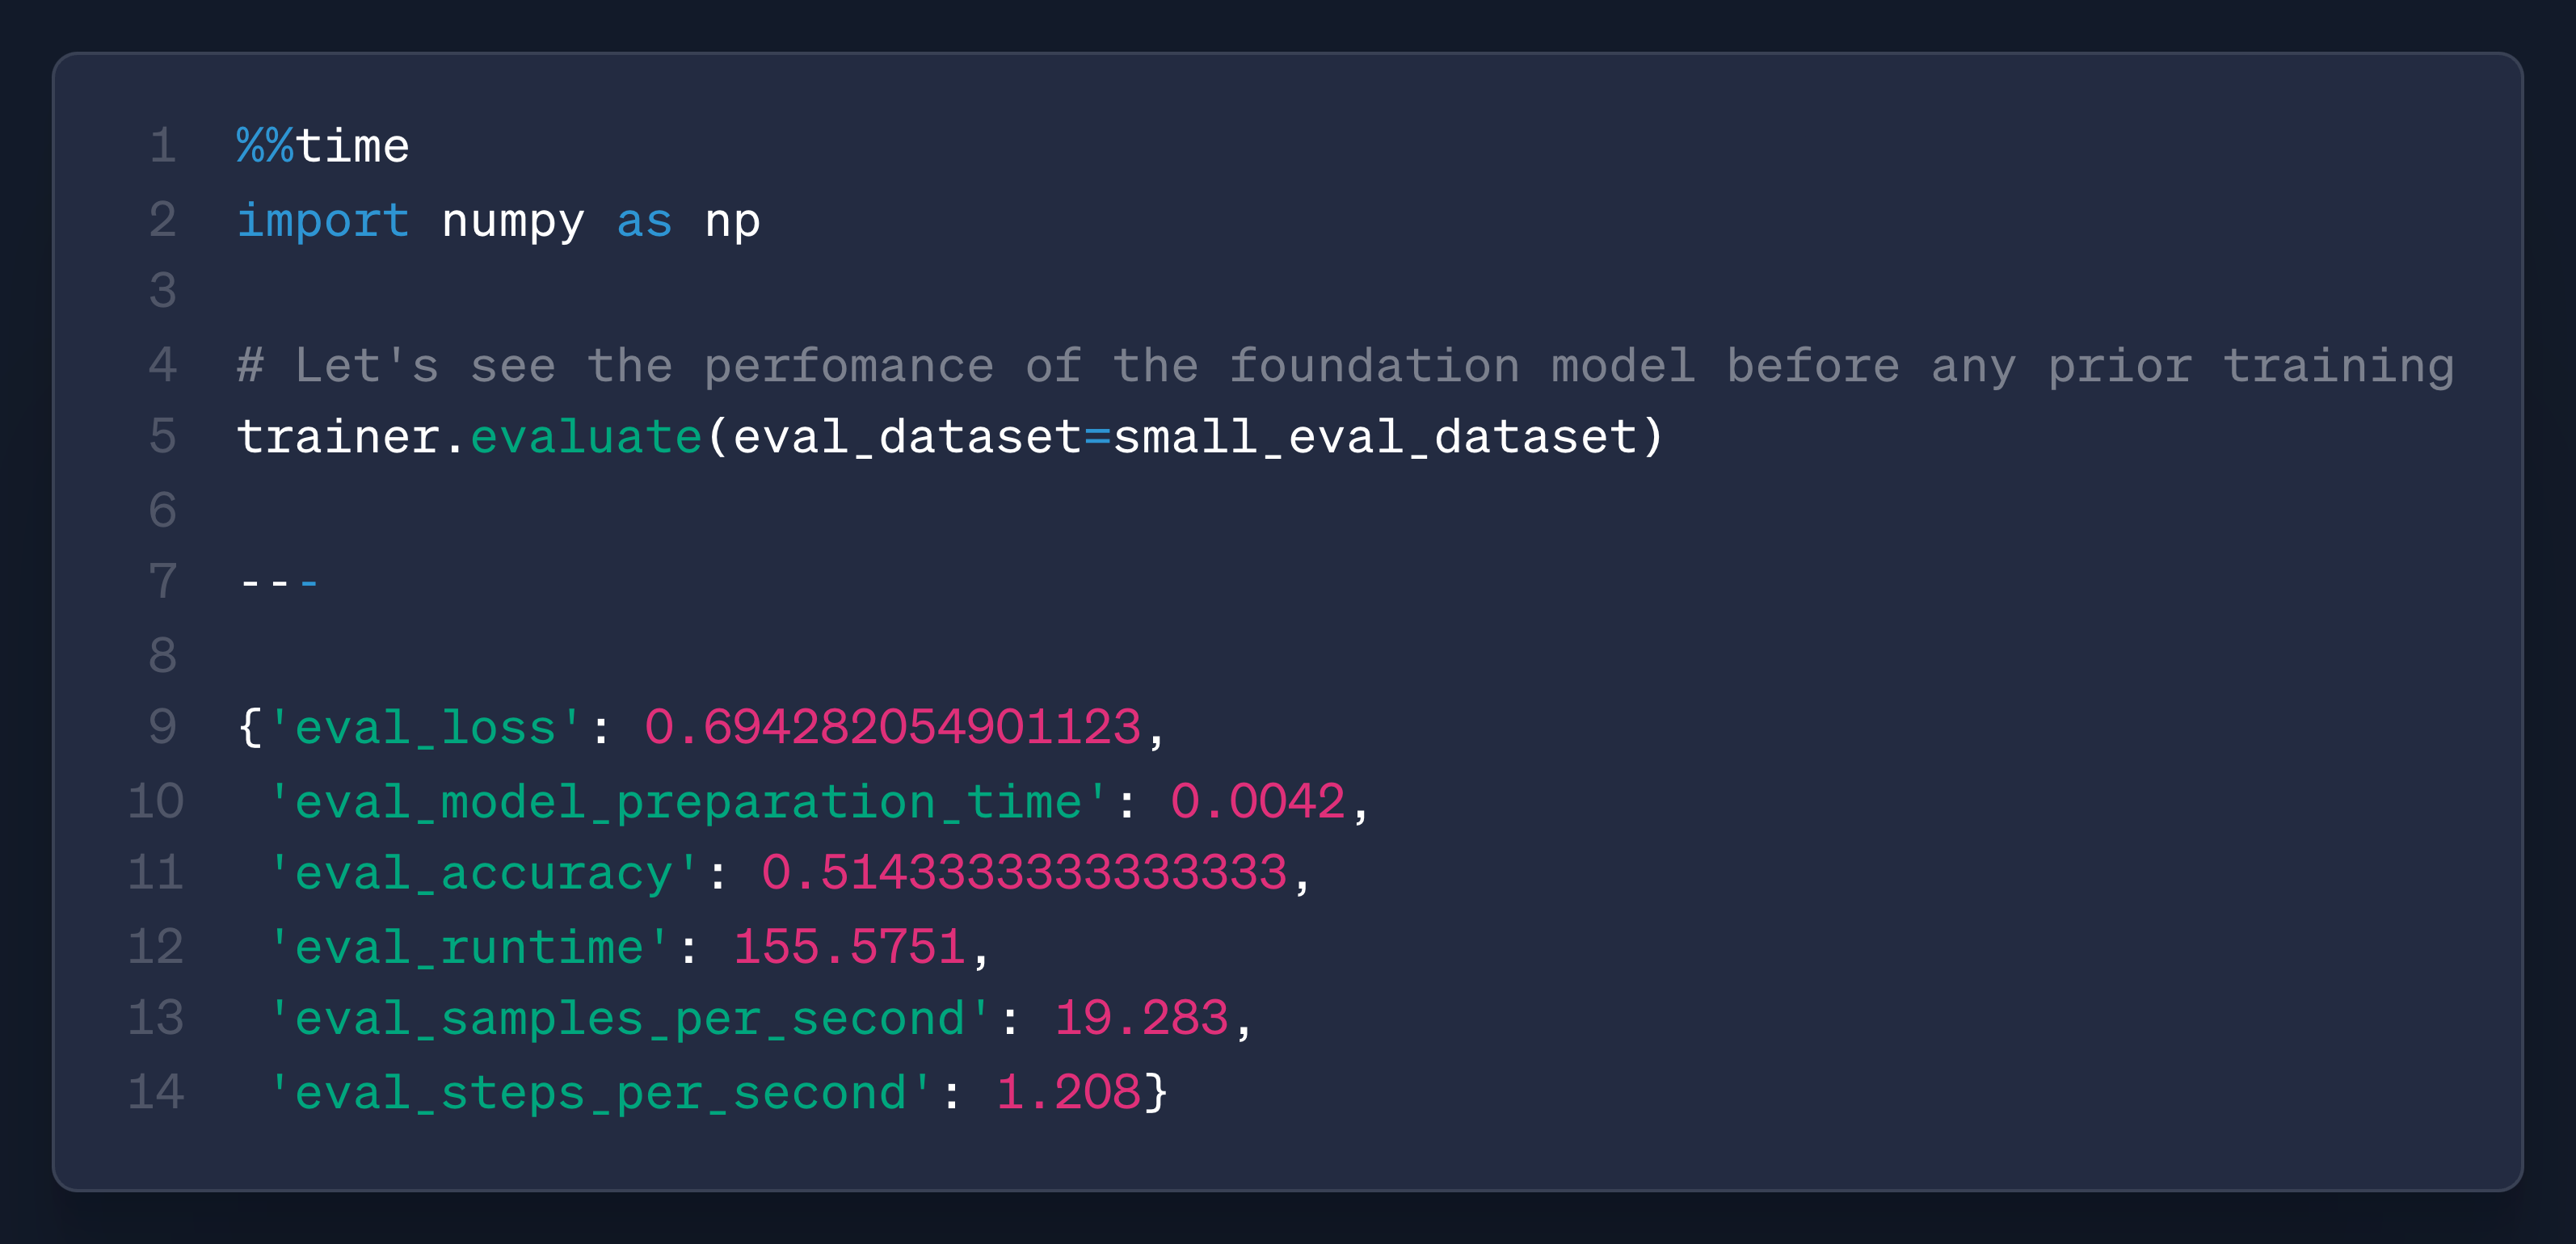 1 %%time
2 import numpy as np
3
4 # Let's see the perfomance of the foundation model before any prior training
5 trainer.evaluate(eval_dataset=small_eval_dataset)
6
7 ---
8
9 {'eval_loss': 0.694282054901123,
10  'eval_model_preparation_time': 0.0042,
11  'eval_accuracy': 0.5143333333333333,
12  'eval_runtime': 155.5751,
13  'eval_samples_per_second': 19.283,
14  'eval_steps_per_second': 1.208}